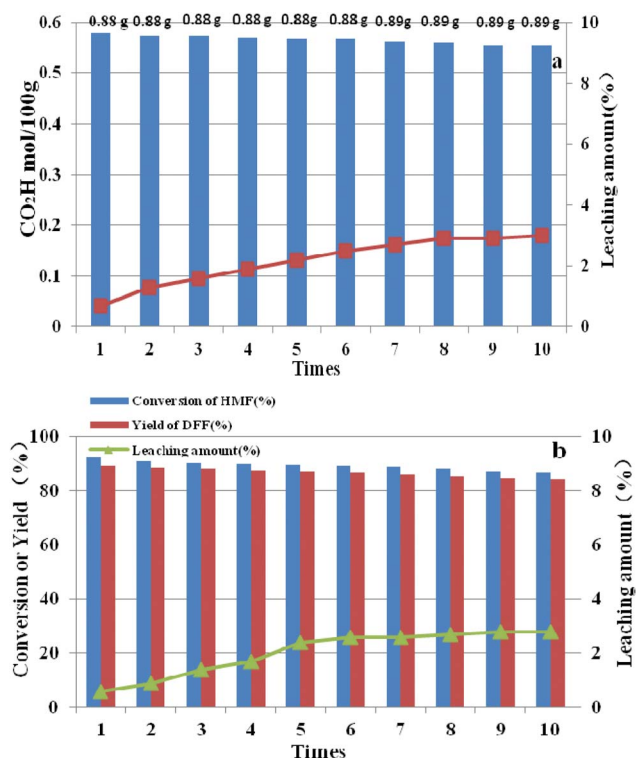 0.88 g 0.88 g 0.88 g 0.88 g 0.88 g 0.88 g 0.89g 0.89 g 0.89 g 0.89 g
0.6 10
a
0.5 8
0.4
6
0.3
4
0.2
0.1 2
0 0
CO₂H mol/100g
Leaching amount(%)
1 2 3 4 5 6 7 8 9 10
Times
Conversion of HMF(%)
Yield of DFF(%)
Leaching amount(%)
b
100 10
80 8
60 6
40 4
20 2
0 0
Conversion or Yield （%）
Leaching amount（%）
1 2 3 4 5 6 7 8 9 10
Times